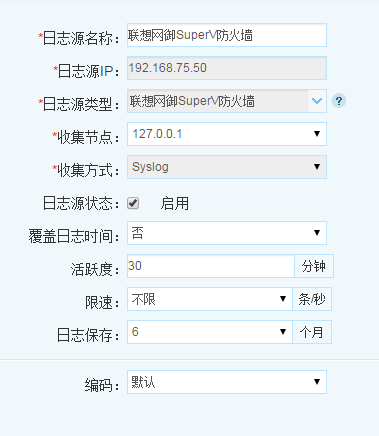 *日志源名称： 联想网御SuperV防火墙
*日志源IP： 192.168.75.50
*日志源类型： 联想网御SuperV防火墙 ?
*收集节点： 127.0.0.1
*收集方式： Syslog
日志源状态： 启用
覆盖日志时间： 否
活跃度： 30 分钟
限速： 不限 条/秒
日志保存： 6 个月
编码： 默认